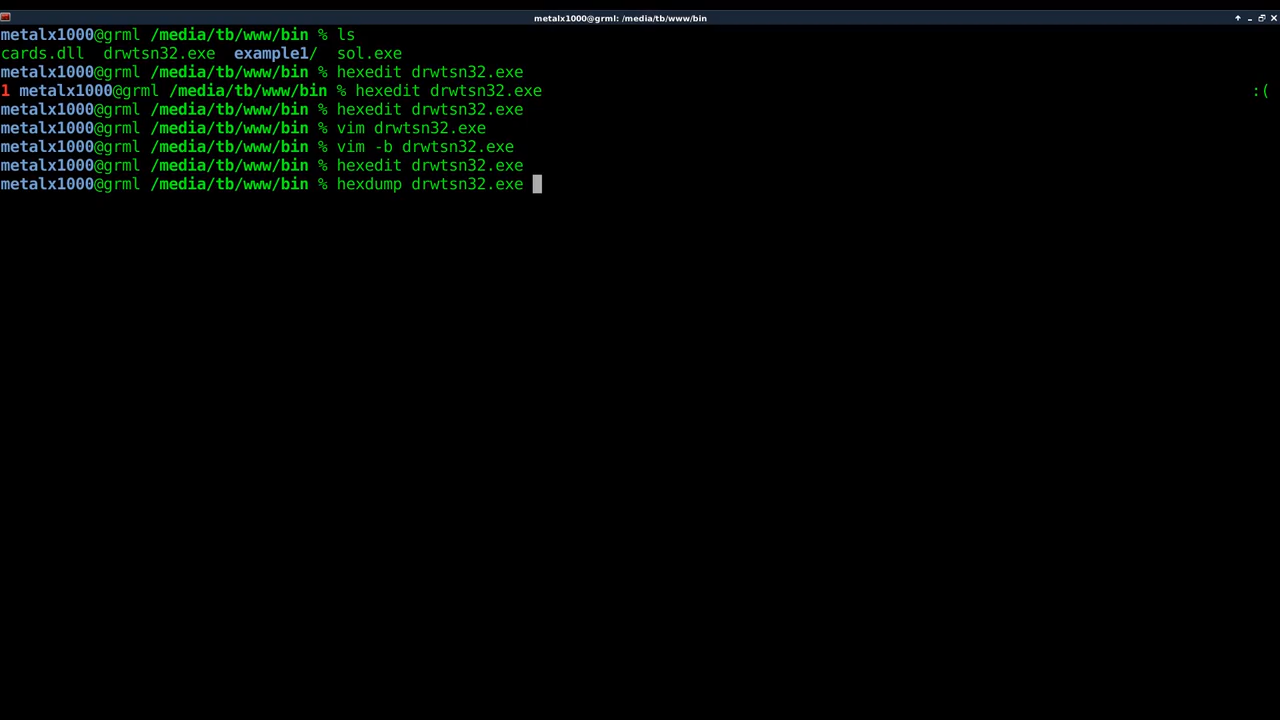 metalx1000@grml: /media/tb/www/bin
metalx1000@grml /media/tb/www/bin % ls
cards.dll  drwtsn32.exe  example1/  sol.exe
metalx1000@grml /media/tb/www/bin % hexedit drwtsn32.exe
1 metalx1000@grml /media/tb/www/bin % hexedit drwtsn32.exe :(
metalx1000@grml /media/tb/www/bin % hexedit drwtsn32.exe
metalx1000@grml /media/tb/www/bin % vim drwtsn32.exe
metalx1000@grml /media/tb/www/bin % vim -b drwtsn32.exe
metalx1000@grml /media/tb/www/bin % hexedit drwtsn32.exe
metalx1000@grml /media/tb/www/bin % hexdump drwtsn32.exe